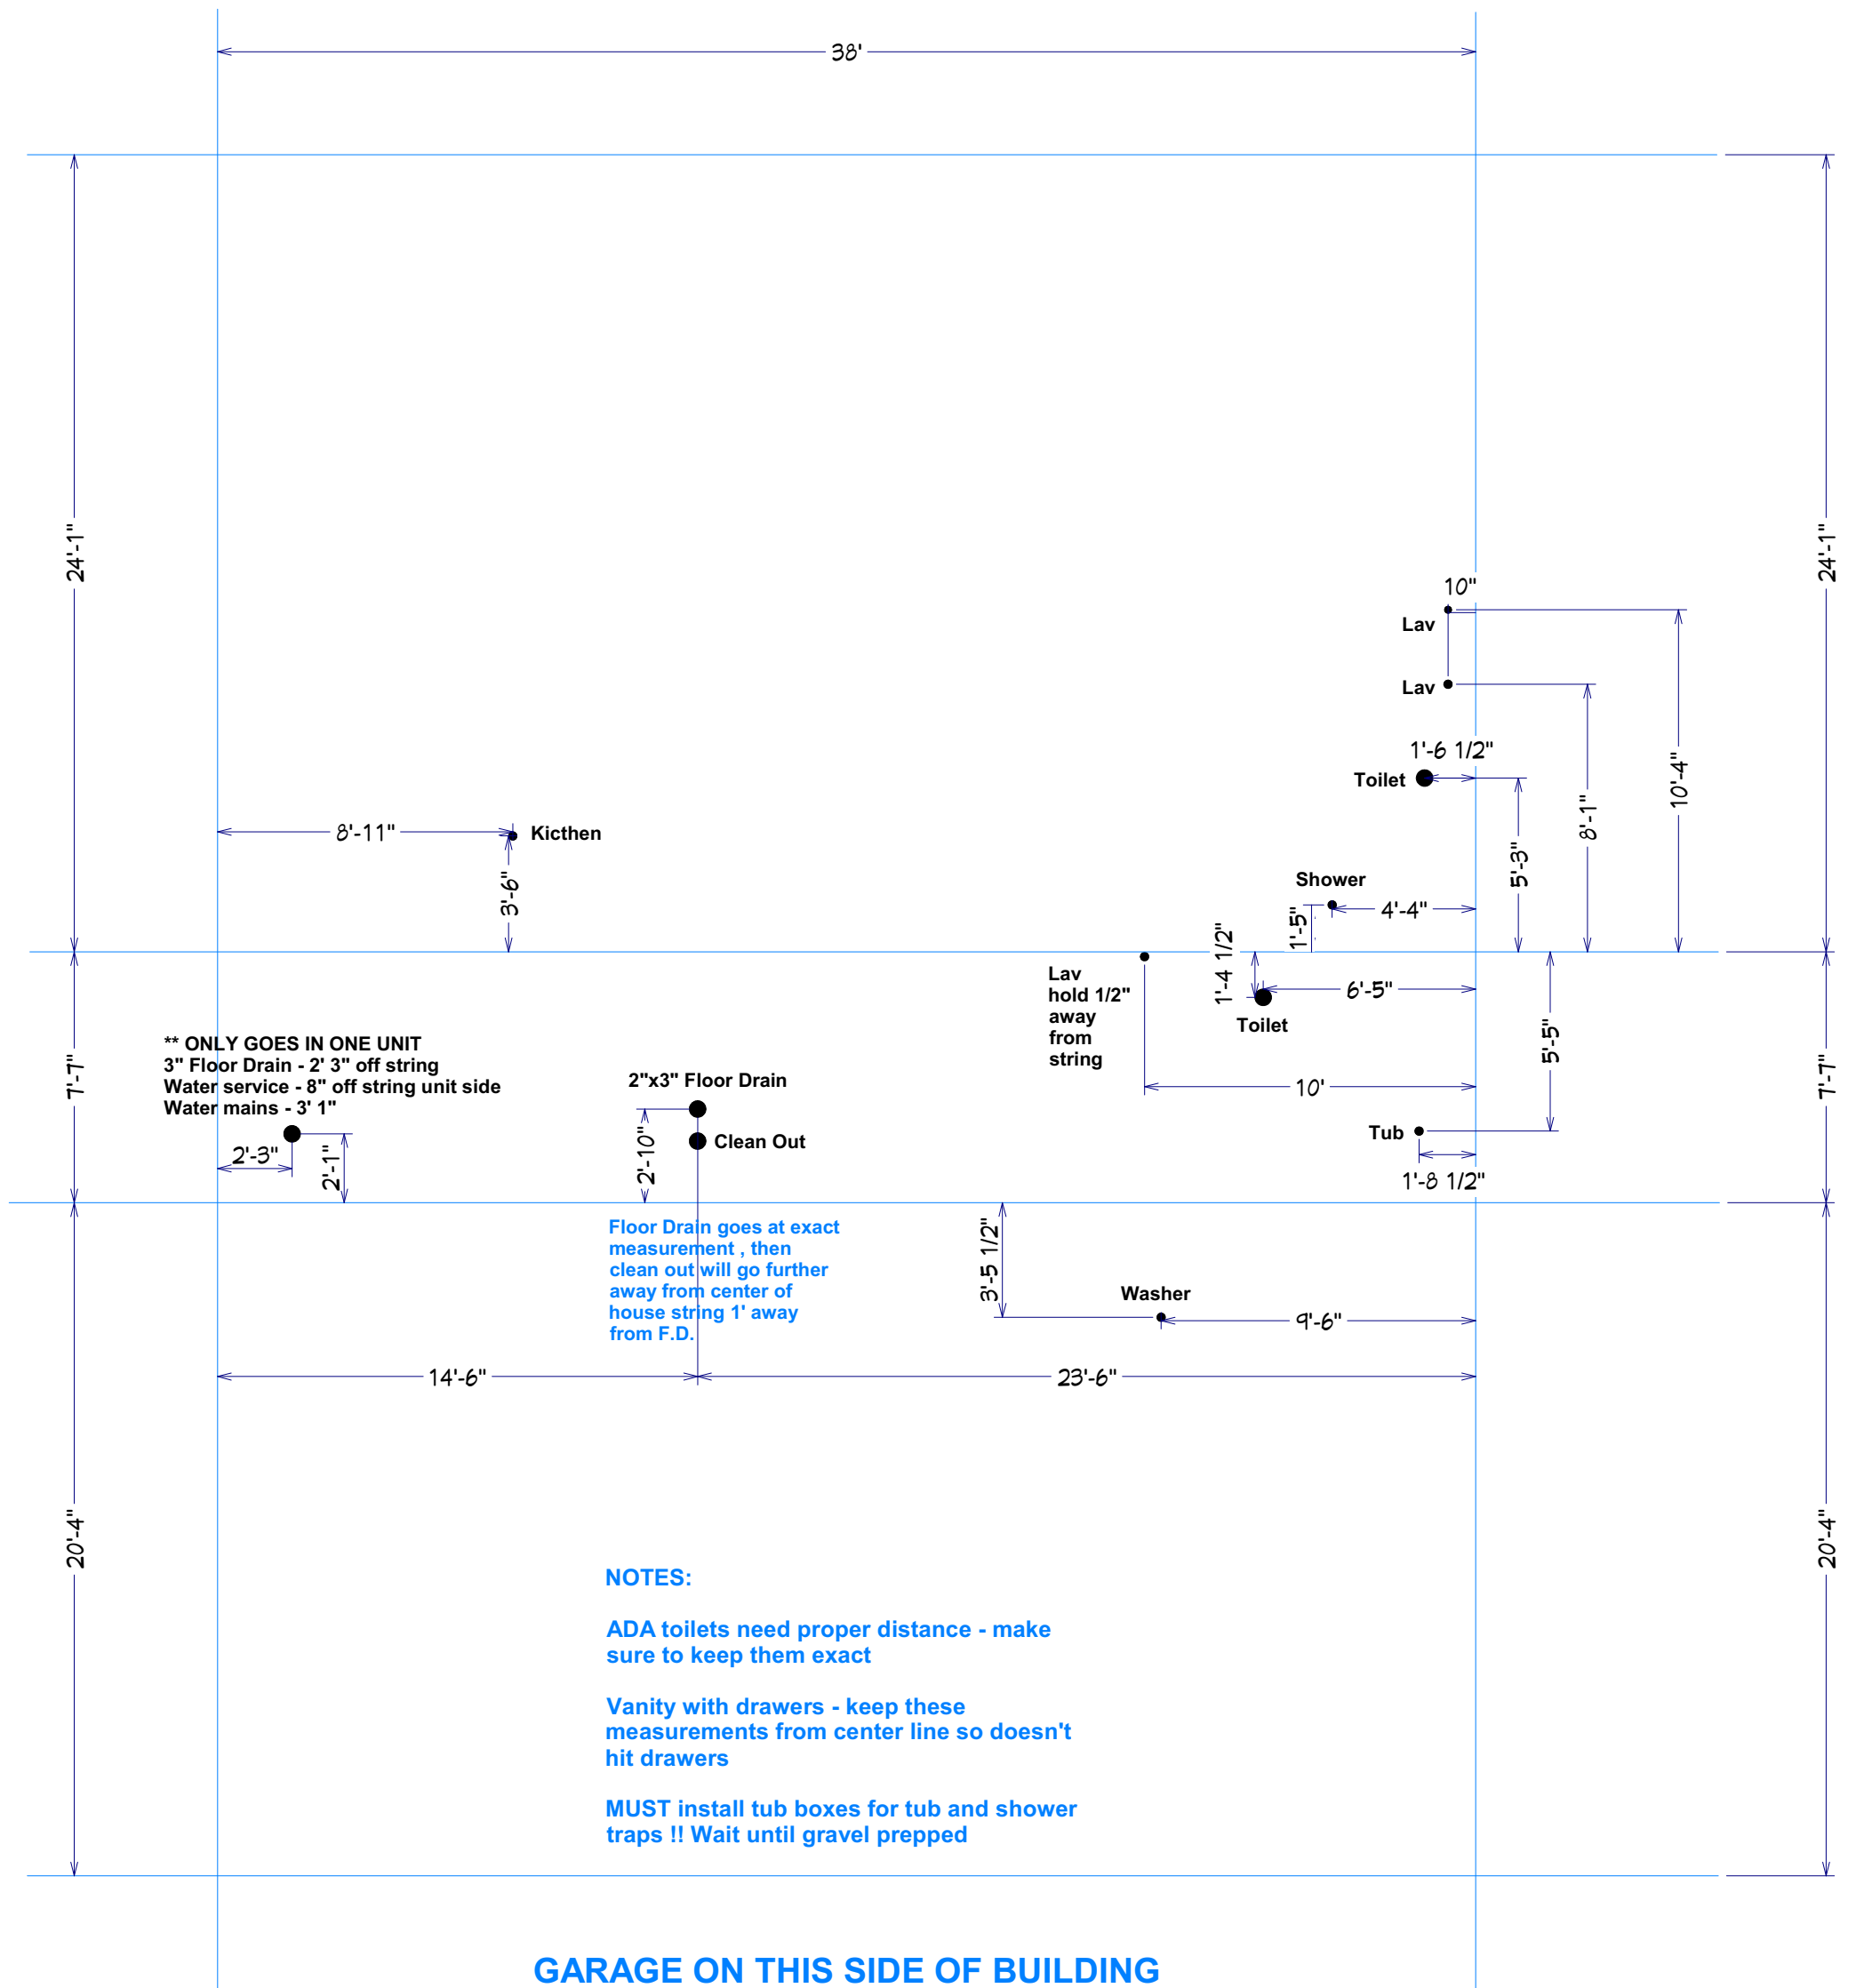 38'
24'-1"
24'-1"
10"
Lav
Lav
1'-6 1/2"
Toilet
10'-4"
8'-1"
5'-3"
8'-11"
Kicthen
3'-6"
Shower
4'-4"
1'-5"
1'-4 1/2"
6'-5"
Toilet
Lav
hold 1/2"
away
from
string
10'
5'-5"
7'-7"
7'-7"
** ONLY GOES IN ONE UNIT
3" Floor Drain - 2' 3" off string
Water service - 8" off string unit side
Water mains - 3' 1"
2'-3"
2'-1"
2"x3" Floor Drain
Clean Out
2'-10"
Tub
1'-8 1/2"
Floor Drain goes at exact
measurement , then
clean out will go further
away from center of
house string 1' away
from F.D.
3'-5 1/2"
Washer
9'-6"
14'-6"
23'-6"
20'-4"
20'-4"
NOTES:
ADA toilets need proper distance - make
sure to keep them exact
Vanity with drawers - keep these
measurements from center line so doesn't
hit drawers
MUST install tub boxes for tub and shower
traps !! Wait until gravel prepped
GARAGE ON THIS SIDE OF BUILDING